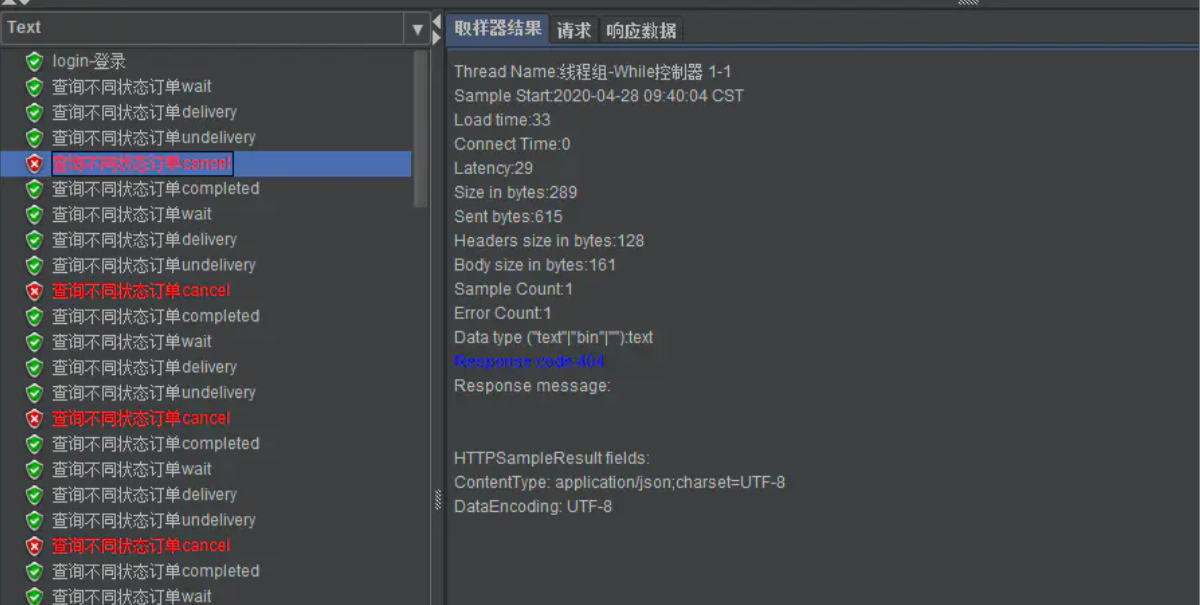 Text
login-登录
查询不同状态订单wait
查询不同状态订单delivery
查询不同状态订单undelivery
查询不同状态订单cancel
查询不同状态订单completed
查询不同状态订单wait
查询不同状态订单delivery
查询不同状态订单undelivery
查询不同状态订单cancel
查询不同状态订单completed
查询不同状态订单wait
查询不同状态订单delivery
查询不同状态订单undelivery
查询不同状态订单cancel
查询不同状态订单completed
查询不同状态订单wait
查询不同状态订单delivery
查询不同状态订单undelivery
查询不同状态订单cancel
查询不同状态订单completed
查询不同状态订单wait
取样器结果 请求 响应数据
Thread Name:线程组-While控制器 1-1
Sample Start:2020-04-28 09:40:04 CST
Load time:33
Connect Time:0
Latency:29
Size in bytes:289
Sent bytes:615
Headers size in bytes:128
Body size in bytes:161
Sample Count:1
Error Count:1
Data type ("text"|"bin"|""):text
Response code:404
Response message:
HTTPSampleResult fields:
ContentType: application/json;charset=UTF-8
DataEncoding: UTF-8